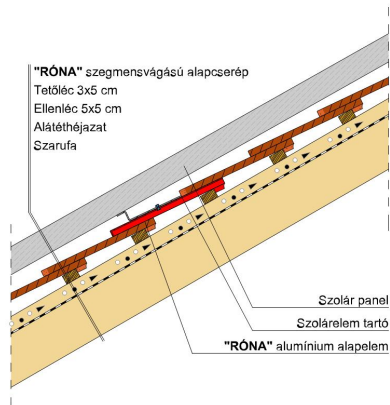 "RÓNA" szegmensvágású alapcserép
Tetőléc 3x5 cm
Ellenléc 5x5 cm
Alátéthéjazat
Szarufa
Szolár panel
Szolárelem tartó
"RÓNA" alumínium alapelem